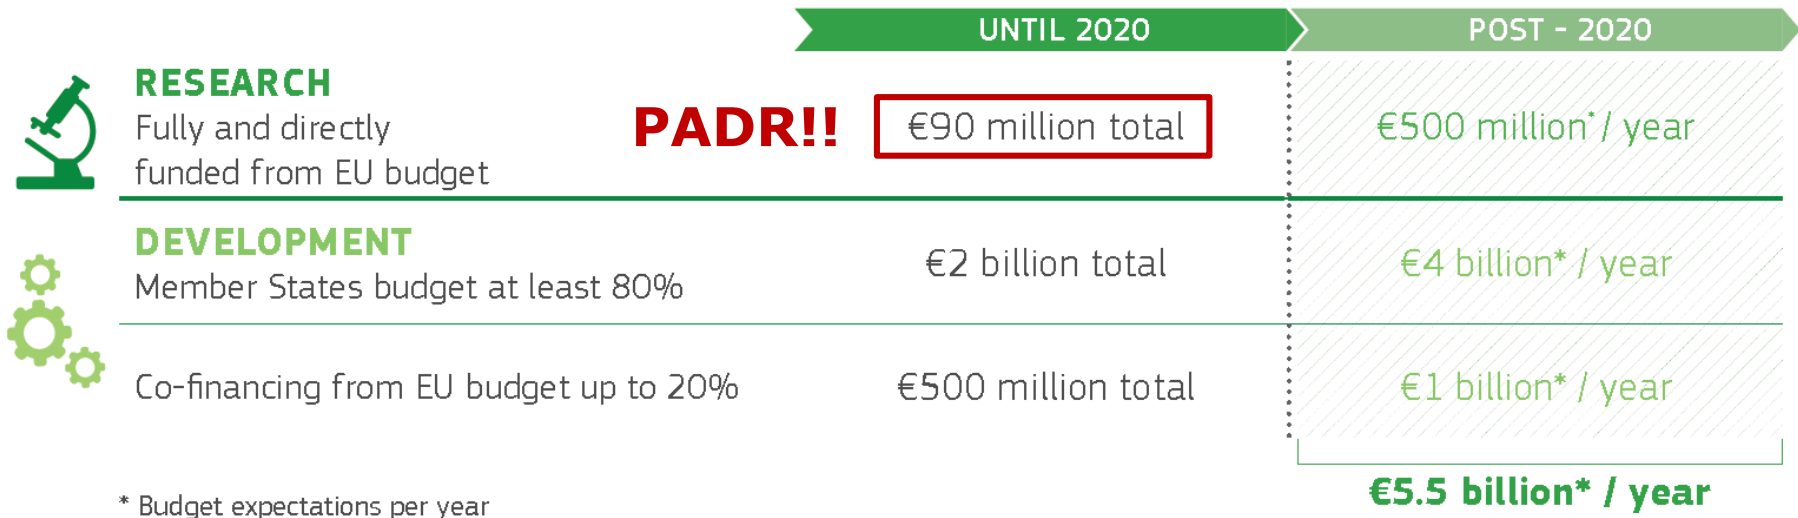 UNTIL 2020
POST - 2020
RESEARCH
Fully and directly
funded from EU budget
PADR!!
€90 million total
€500 million* / year
DEVELOPMENT
Member States budget at least 80%
€2 billion total
€4 billion* / year
Co-financing from EU budget up to 20%
€500 million total
€1 billion* / year
€5.5 billion* / year
* Budget expectations per year